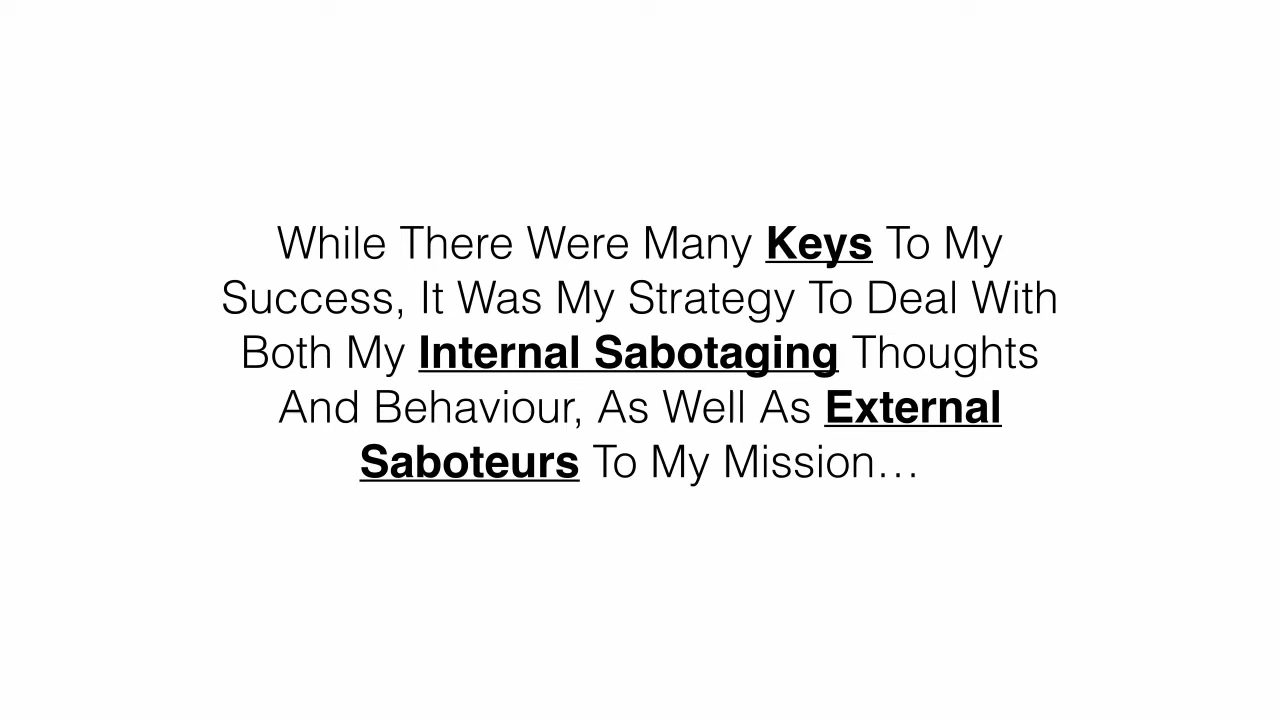 While There Were Many Keys To My
Success, It Was My Strategy To Deal With
Both My Internal Sabotaging Thoughts
And Behaviour, As Well As External
Saboteurs To My Mission…